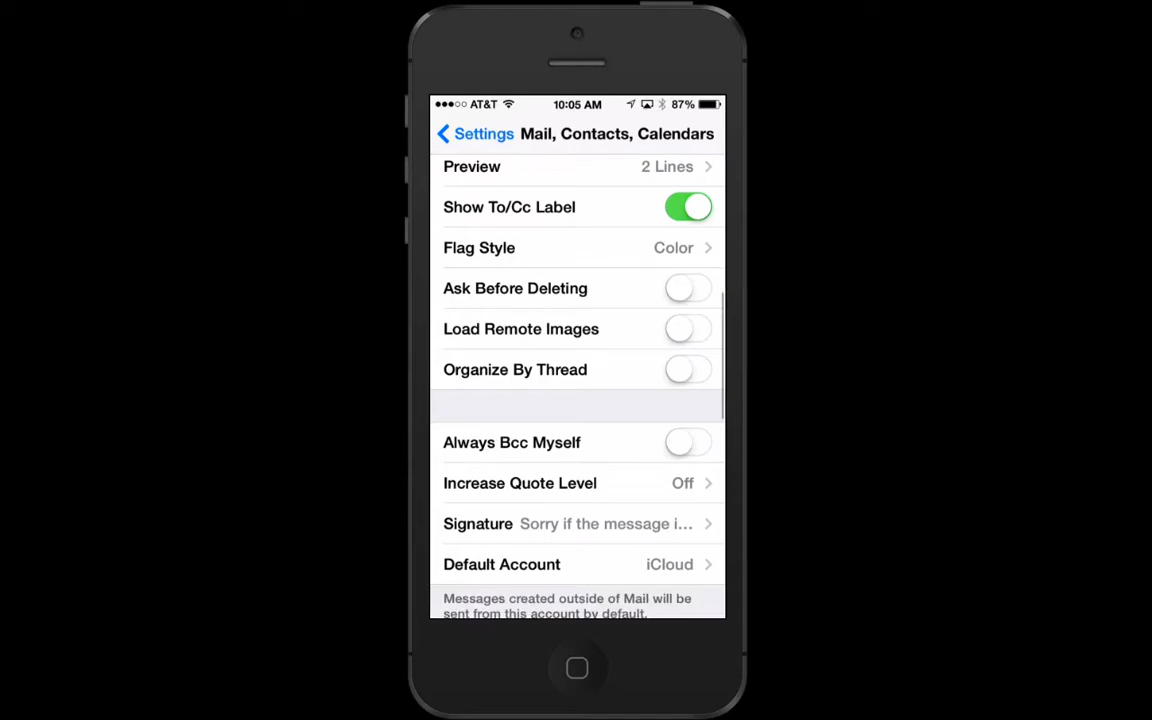 AT&T 10:05 AM 87%
Settings Mail, Contacts, Calendars
Preview 2 Lines
Show To/Cc Label
Flag Style Color
Ask Before Deleting
Load Remote Images
Organize By Thread
Always Bcc Myself
Increase Quote Level Off
Signature Sorry if the message i...
Default Account iCloud
Messages created outside of Mail will be
sent from this account by default.